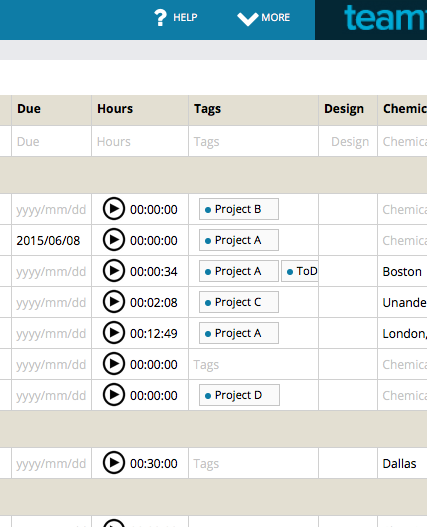 HELP MORE team
Due Hours Tags Design Chemic
Due Hours Tags Design Chemica
yyyy/mm/dd 00:00:00 Project B Chemica
2015/06/08 00:00:00 Project A Chemica
yyyy/mm/dd 00:00:34 Project A ToD Boston
yyyy/mm/dd 00:02:08 Project C Unande
yyyy/mm/dd 00:12:49 Project A London,
yyyy/mm/dd 00:00:00 Tags Chemica
yyyy/mm/dd 00:00:00 Project D Chemica
yyyy/mm/dd 00:30:00 Tags Dallas